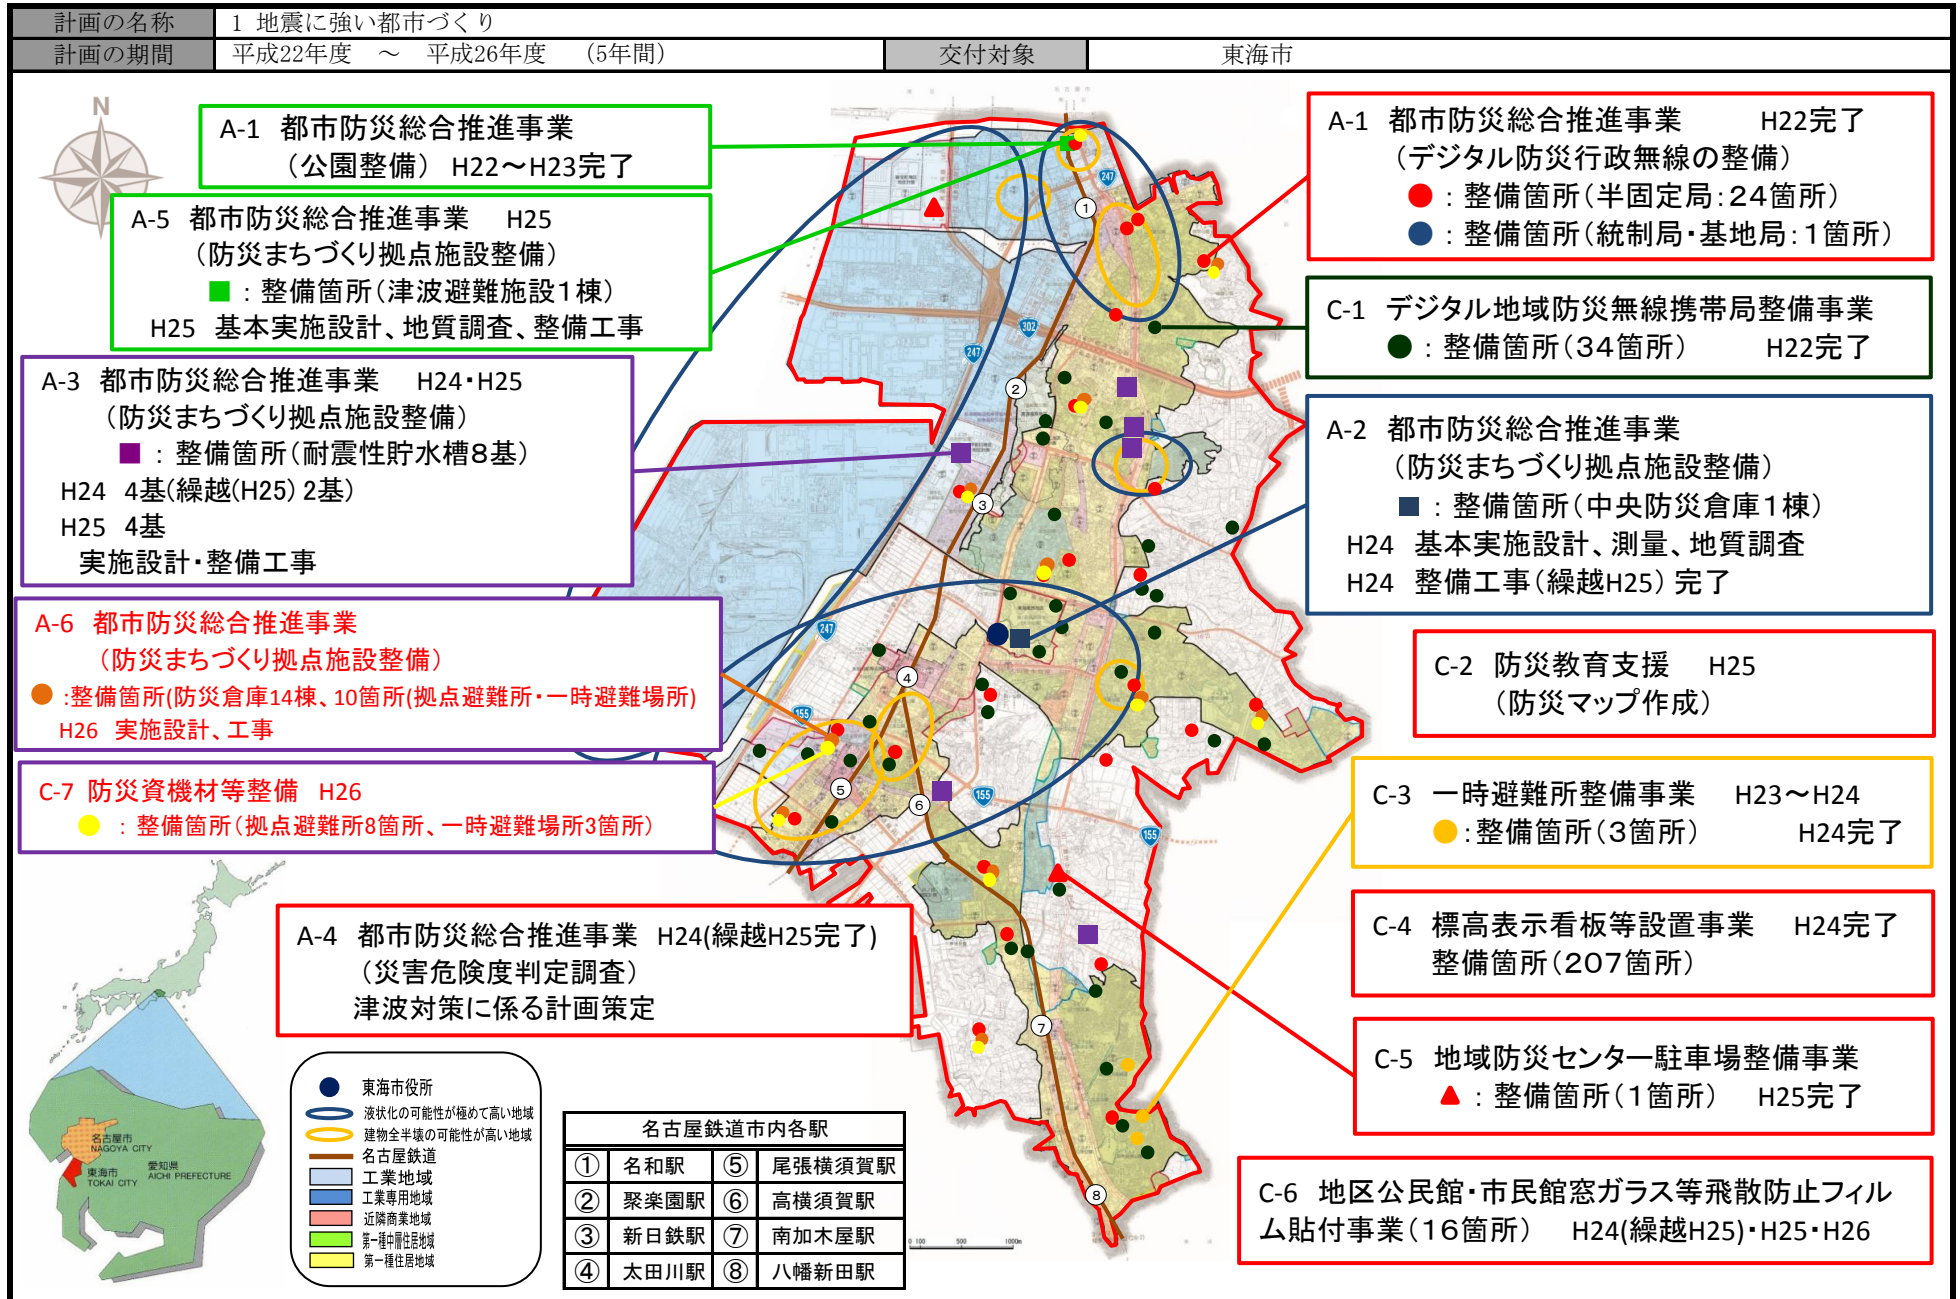 計画の名称 1 地震に強い都市づくり
計画の期間 平成22年度 ～ 平成26年度 (5年間) 交付対象 東海市
N
A-1 都市防災総合推進事業
(公園整備) H22～H23完了
A-5 都市防災総合推進事業 H25
(防災まちづくり拠点施設整備)
■：整備箇所(津波避難施設1棟)
H25 基本実施設計、地質調査、整備工事
A-3 都市防災総合推進事業 H24・H25
(防災まちづくり拠点施設整備)
■：整備箇所(耐震性貯水槽8基)
H24 4基(繰越(H25) 2基)
H25 4基
実施設計・整備工事
A-6 都市防災総合推進事業
(防災まちづくり拠点施設整備)
●:整備箇所(防災倉庫14棟、10箇所(拠点避難所・一時避難場所)
H26 実施設計、工事
C-7 防災資機材等整備 H26
●：整備箇所(拠点避難所8箇所、一時避難場所3箇所)
A-4 都市防災総合推進事業 H24(繰越H25完了)
(災害危険度判定調査)
津波対策に係る計画策定
A-1 都市防災総合推進事業 H22完了
(デジタル防災行政無線の整備)
●：整備箇所(半固定局:24箇所)
●：整備箇所(統制局・基地局:1箇所)
C-1 デジタル地域防災無線携帯局整備事業
●：整備箇所(34箇所) H22完了
A-2 都市防災総合推進事業
(防災まちづくり拠点施設整備)
■：整備箇所(中央防災倉庫1棟)
H24 基本実施設計、測量、地質調査
H24 整備工事(繰越H25) 完了
C-2 防災教育支援 H25
(防災マップ作成)
C-3 一時避難所整備事業 H23～H24
●:整備箇所(3箇所) H24完了
C-4 標高表示看板等設置事業 H24完了
整備箇所(207箇所)
C-5 地域防災センター駐車場整備事業
▲：整備箇所(1箇所) H25完了
C-6 地区公民館・市民館窓ガラス等飛散防止フィル
ム貼付事業(16箇所) H24(繰越H25)・H25・H26
247
①
302
247
②
③
247
④
155
⑤
⑥
155
155
⑦
⑧
名古屋市
NAGOYA CITY
東海市
TOKAI CITY
愛知県
AICHI PREFECTURE
東海市役所
液状化の可能性が極めて高い地域
建物全半壊の可能性が高い地域
名古屋鉄道
工業地域
工業専用地域
近隣商業地域
第一種中層住居地域
第一種住居地域
名古屋鉄道市内各駅
① 名和駅 ⑤ 尾張横須賀駅
② 聚楽園駅 ⑥ 高横須賀駅
③ 新日鉄駅 ⑦ 南加木屋駅
④ 太田川駅 ⑧ 八幡新田駅
0 100 500 1000m